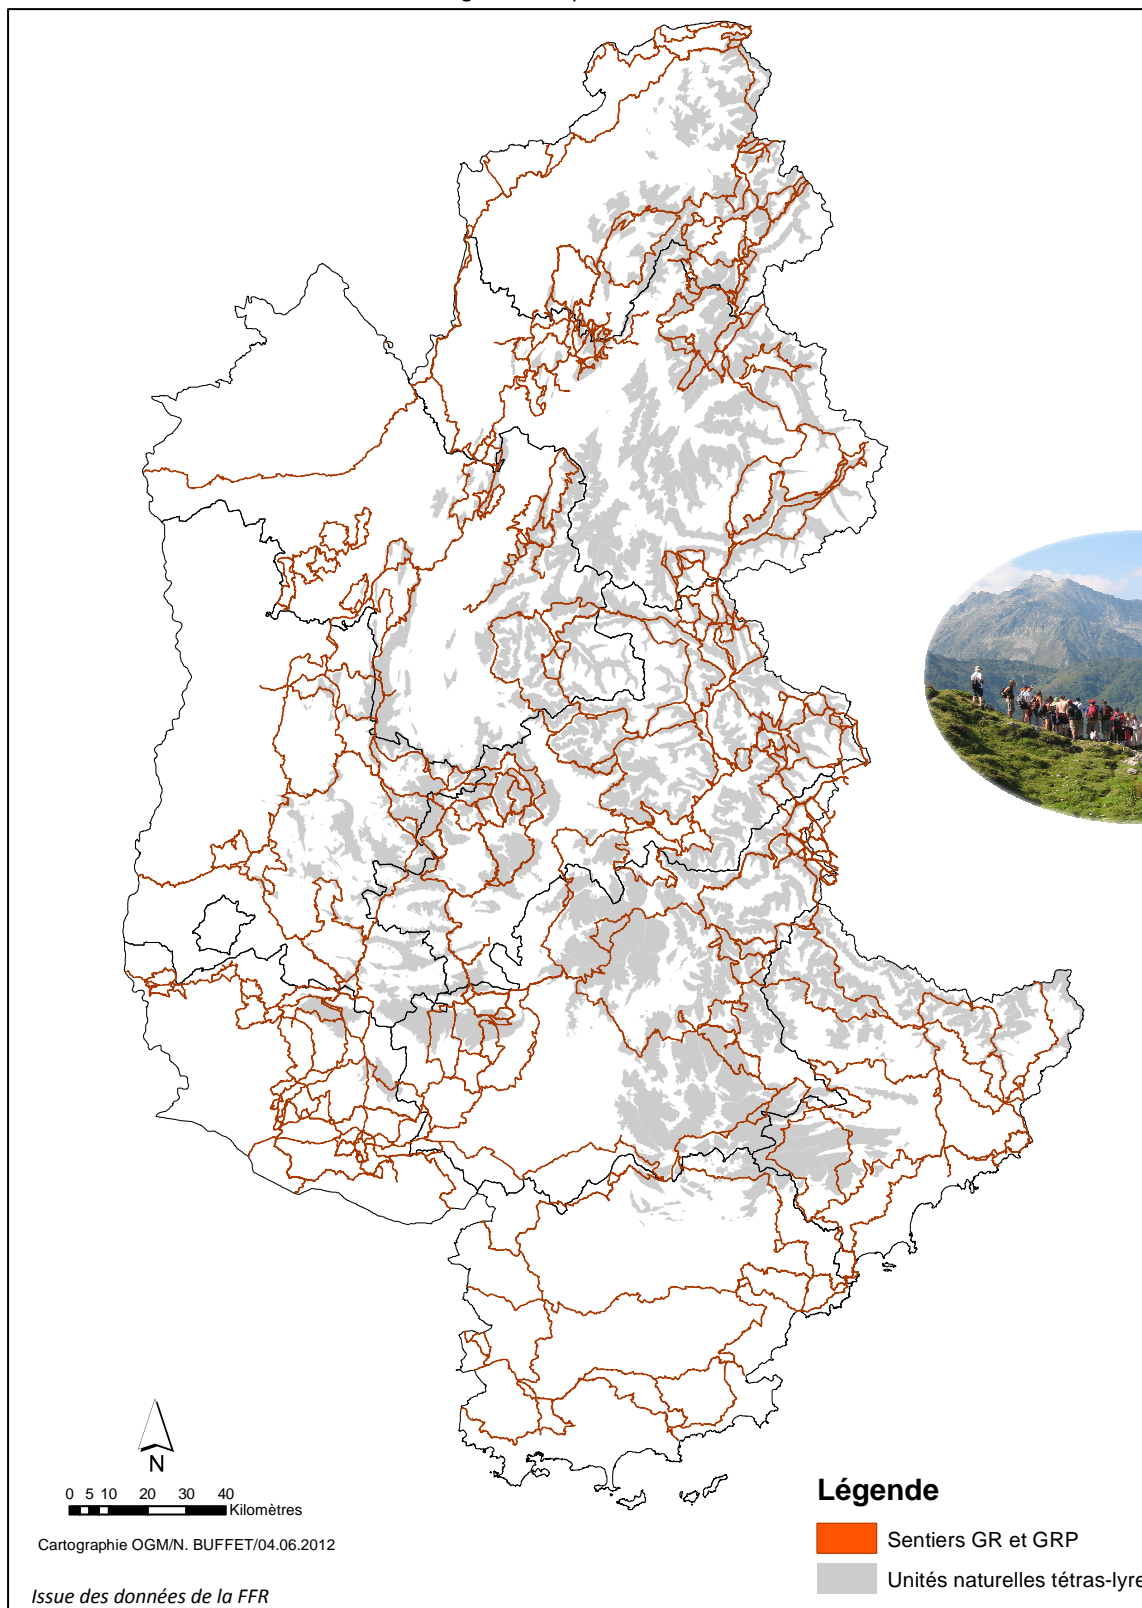 N
0 5 10 20 30 40
Kilomètres
Cartographie OGM/N. BUFFET/04.06.2012
Issue des données de la FFR
Légende
Sentiers GR et GRP
Unités naturelles tétras-lyre